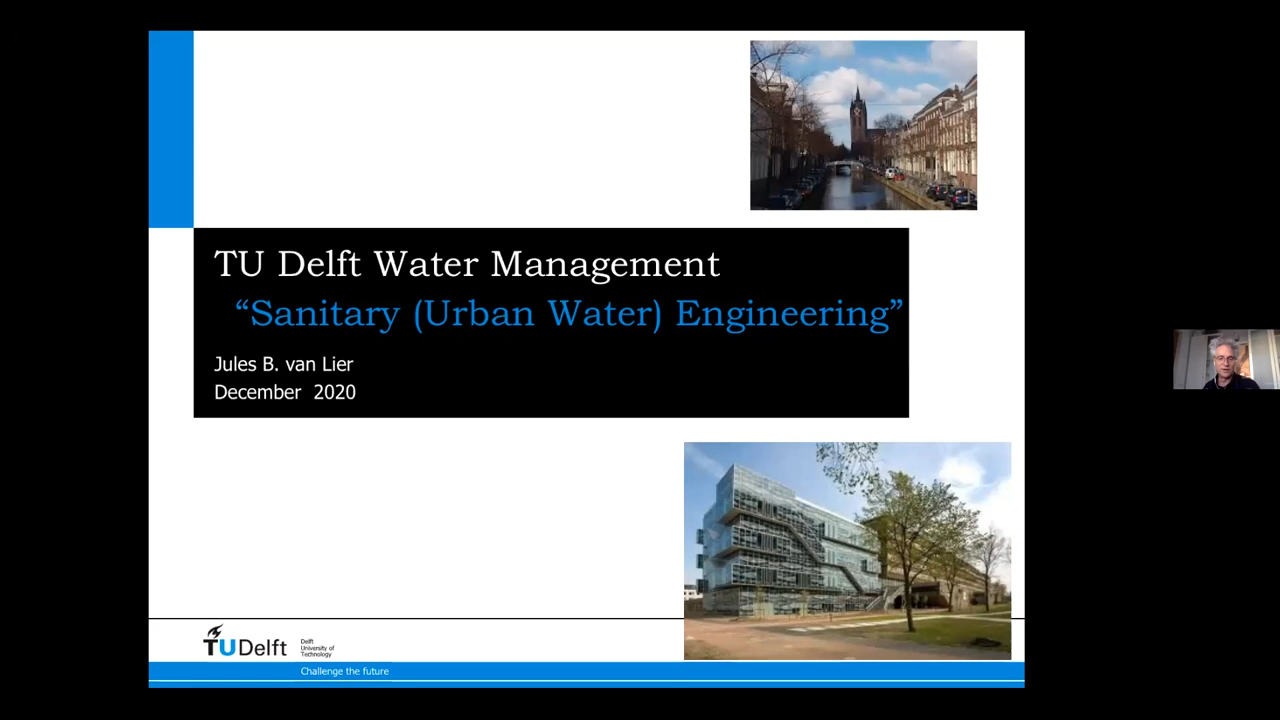 TU Delft Water Management
“Sanitary (Urban Water) Engineering”
Jules B. van Lier
December 2020
TUDelft
Delft
University of
Technology
Challenge the future